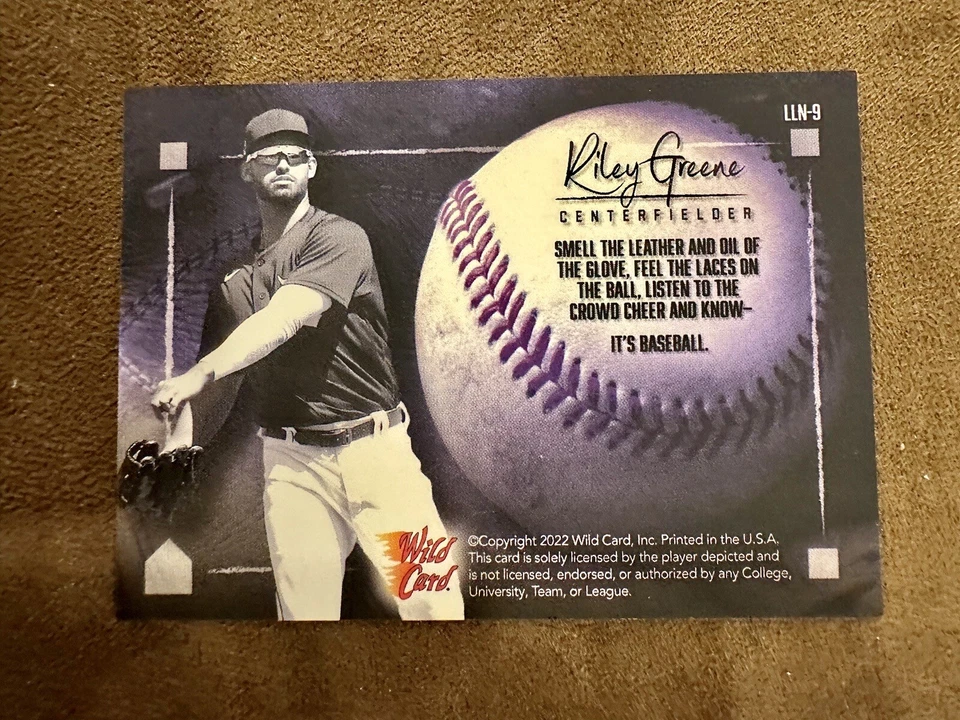 LLN-9
Riley Greene
CENTERFIELDER
SMELL THE LEATHER AND OIL OF
THE GLOVE, FEEL THE LACES ON
THE BALL, LISTEN TO THE
CROWD CHEER AND KNOW–
IT'S BASEBALL.
Wild
Card
©Copyright 2022 Wild Card, Inc. Printed in the U.S.A.
This card is solely licensed by the player depicted and
is not licensed, endorsed, or authorized by any College,
University, Team, or League.